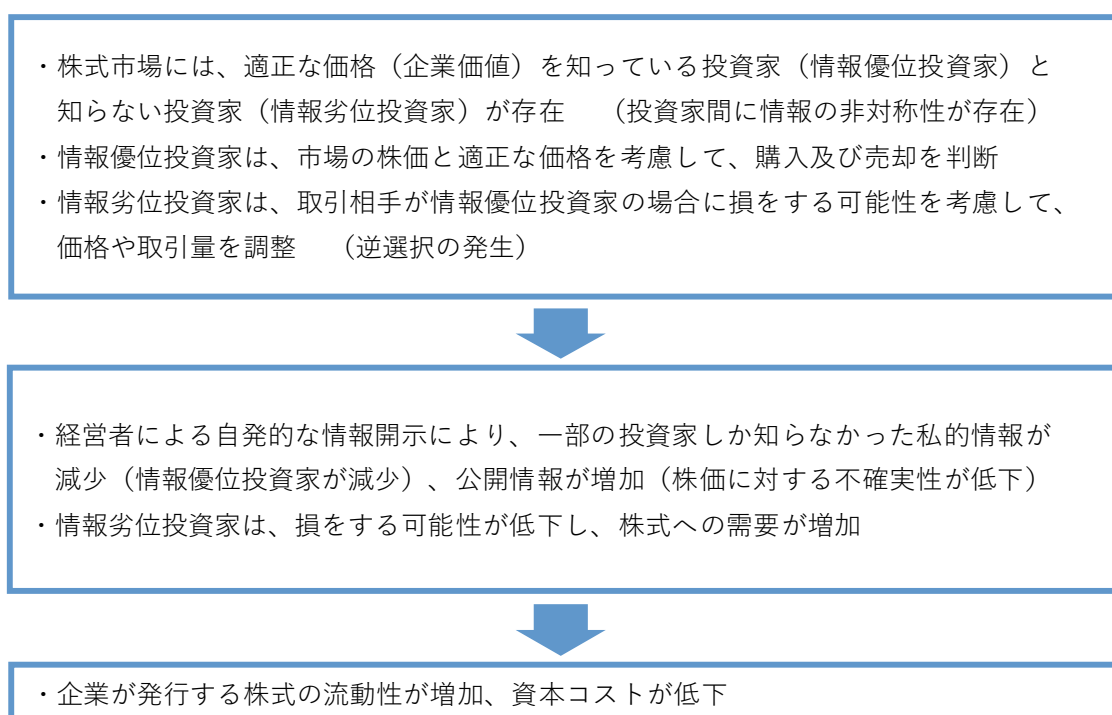 ・株式市場には、適正な価格（企業価値）を知っている投資家（情報優位投資家）と
知らない投資家（情報劣位投資家）が存在　（投資家間に情報の非対称性が存在）
・情報優位投資家は、市場の株価と適正な価格を考慮して、購入及び売却を判断
・情報劣位投資家は、取引相手が情報優位投資家の場合に損をする可能性を考慮して、
価格や取引量を調整　（逆選択の発生）
・経営者による自発的な情報開示により、一部の投資家しか知らなかった私的情報が
減少（情報優位投資家が減少）、公開情報が増加（株価に対する不確実性が低下）
・情報劣位投資家は、損をする可能性が低下し、株式への需要が増加
・企業が発行する株式の流動性が増加、資本コストが低下